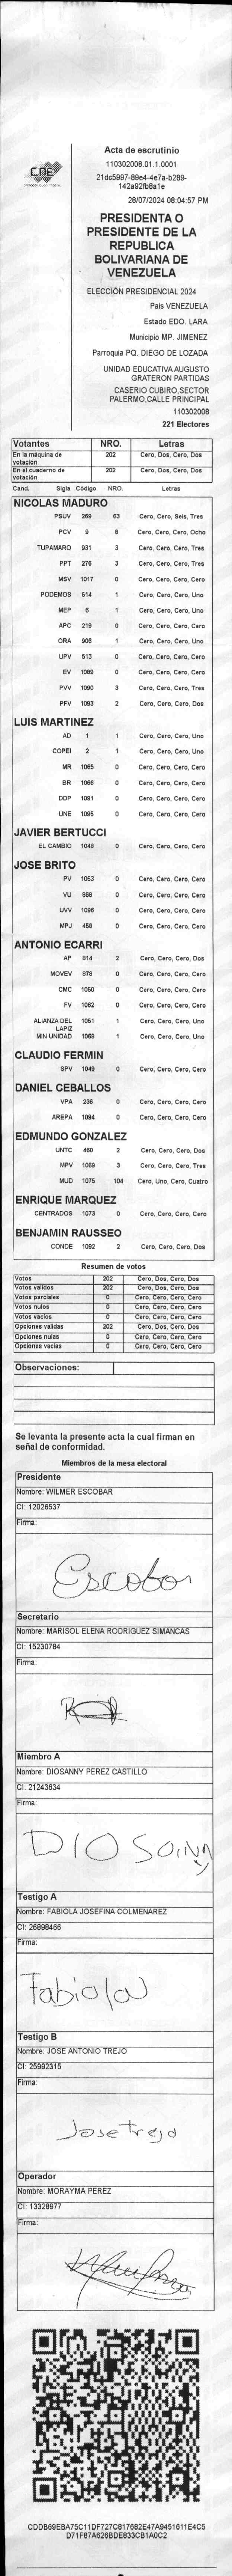 CNE
Acta de escrutinio
110302008.01.1.0001
21dc5997-89e4-4e7a-b289-
142a92fb8a1e
28/07/2024 08:04:57 PM
PRESIDENTA O
PRESIDENTE DE LA
REPUBLICA
BOLIVARIANA DE
VENEZUELA
ELECCIÓN PRESIDENCIAL 2024
País VENEZUELA
Estado EDO. LARA
Municipio MP. JIMENEZ
Parroquia PQ. DIEGO DE LOZADA
UNIDAD EDUCATIVA AUGUSTO
GRATERON PARTIDAS
CASERIO CUBIRO,SECTOR
PALERMO,CALLE PRINCIPAL
110302008
221 Electores
Votantes NRO. Letras
En la máquina de votación 202 Cero, Dos, Cero, Dos
En el cuaderno de votación 202 Cero, Dos, Cero, Dos
Cand. Sigla Código NRO. Letras
NICOLAS MADURO
PSUV 269 63 Cero, Cero, Seis, Tres
PCV 9 8 Cero, Cero, Cero, Ocho
TUPAMARO 931 3 Cero, Cero, Cero, Tres
PPT 276 3 Cero, Cero, Cero, Tres
MSV 1017 0 Cero, Cero, Cero, Cero
PODEMOS 514 1 Cero, Cero, Cero, Uno
MEP 6 1 Cero, Cero, Cero, Uno
APC 219 0 Cero, Cero, Cero, Cero
ORA 906 1 Cero, Cero, Cero, Uno
UPV 513 0 Cero, Cero, Cero, Cero
EV 1089 0 Cero, Cero, Cero, Cero
PVV 1090 3 Cero, Cero, Cero, Tres
PFV 1093 2 Cero, Cero, Cero, Dos
LUIS MARTINEZ
AD 1 1 Cero, Cero, Cero, Uno
COPEI 2 1 Cero, Cero, Cero, Uno
MR 1065 0 Cero, Cero, Cero, Cero
BR 1066 0 Cero, Cero, Cero, Cero
DDP 1091 0 Cero, Cero, Cero, Cero
UNE 1095 0 Cero, Cero, Cero, Cero
JAVIER BERTUCCI
EL CAMBIO 1048 0 Cero, Cero, Cero, Cero
JOSE BRITO
PV 1053 0 Cero, Cero, Cero, Cero
VU 868 0 Cero, Cero, Cero, Cero
UVV 1096 0 Cero, Cero, Cero, Cero
MPJ 458 0 Cero, Cero, Cero, Cero
ANTONIO ECARRI
AP 814 2 Cero, Cero, Cero, Dos
MOVEV 878 0 Cero, Cero, Cero, Cero
CMC 1050 0 Cero, Cero, Cero, Cero
FV 1062 0 Cero, Cero, Cero, Cero
ALIANZA DEL LAPIZ 1051 1 Cero, Cero, Cero, Uno
MIN UNIDAD 1068 1 Cero, Cero, Cero, Uno
CLAUDIO FERMIN
SPV 1049 0 Cero, Cero, Cero, Cero
DANIEL CEBALLOS
VPA 236 0 Cero, Cero, Cero, Cero
AREPA 1094 0 Cero, Cero, Cero, Cero
EDMUNDO GONZALEZ
UNTC 460 2 Cero, Cero, Cero, Dos
MPV 1069 3 Cero, Cero, Cero, Tres
MUD 1075 104 Cero, Uno, Cero, Cuatro
ENRIQUE MARQUEZ
CENTRADOS 1073 0 Cero, Cero, Cero, Cero
BENJAMIN RAUSSEO
CONDE 1092 2 Cero, Cero, Cero, Dos
Resumen de votos
Votos 202 Cero, Dos, Cero, Dos
Votos validos 202 Cero, Dos, Cero, Dos
Votos parciales 0 Cero, Cero, Cero, Cero
Votos nulos 0 Cero, Cero, Cero, Cero
Votos vacíos 0 Cero, Cero, Cero, Cero
Opciones validas 202 Cero, Dos, Cero, Dos
Opciones nulas 0 Cero, Cero, Cero, Cero
Opciones vacías 0 Cero, Cero, Cero, Cero
Observaciones:
Se levanta la presente acta la cual firman en
señal de conformidad.
Miembros de la mesa electoral
Presidente
Nombre: WILMER ESCOBAR
CI: 12026537
Firma:
Escobar
Secretario
Nombre: MARISOL ELENA RODRIGUEZ SIMANCAS
CI: 15230784
Firma:
Miembro A
Nombre: DIOSANNY PEREZ CASTILLO
CI: 21243634
Firma:
Testigo A
Nombre: FABIOLA JOSEFINA COLMENAREZ
CI: 26898466
Firma:
Fabiola
Testigo B
Nombre: JOSE ANTONIO TREJO
CI: 25992315
Firma:
Jose trejo
Operador
Nombre: MORAYMA PEREZ
CI: 13328977
Firma:
CDDB69EBA75C11DF727C817682E47A9451611E4C5
D71F87A626BDE833CB1A0C2